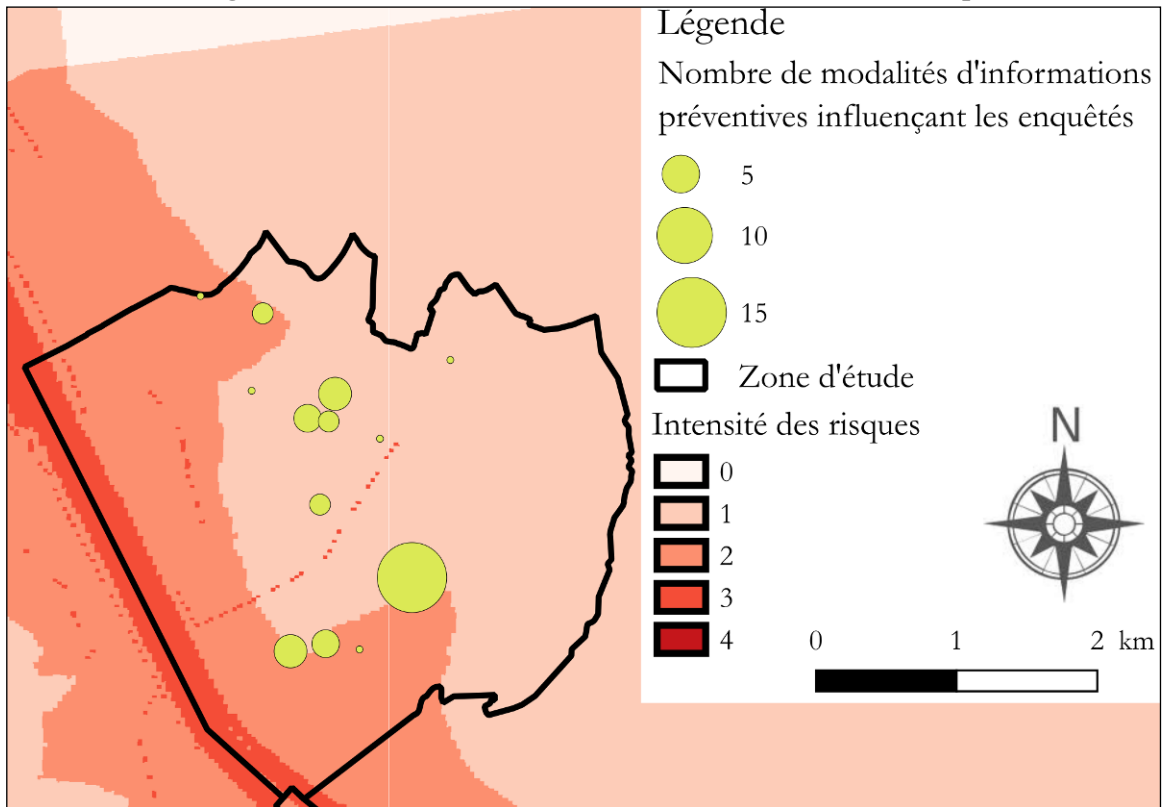 Légende
Nombre de modalités d'informations
préventives influençant les enquêtés
5
10
15
Zone d'étude
Intensité des risques
0
1
2
3
4
N
0 1 2 km